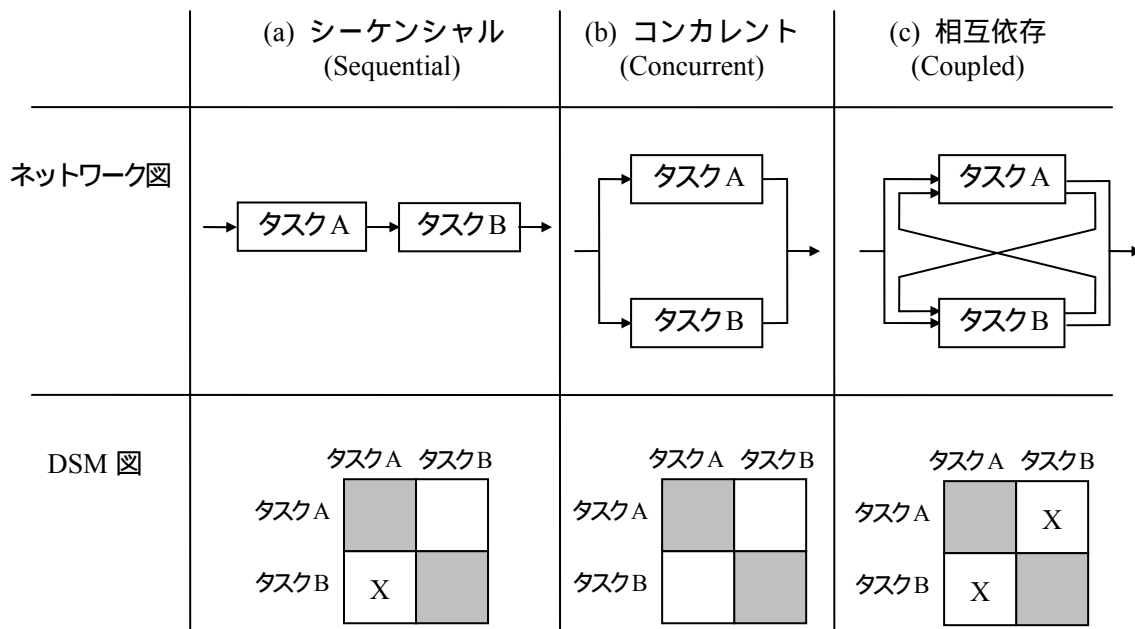 (a) シーケンシャル
(Sequential)
(b) コンカレント
(Concurrent)
(c) 相互依存
(Coupled)
ネットワーク図
タスクA
タスクB
タスクA
タスクB
タスクA
タスクB
DSM 図
タスクA タスクB
タスクA
タスクB X
タスクA タスクB
タスクA
タスクB
タスクA タスクB
タスクA X
タスクB X